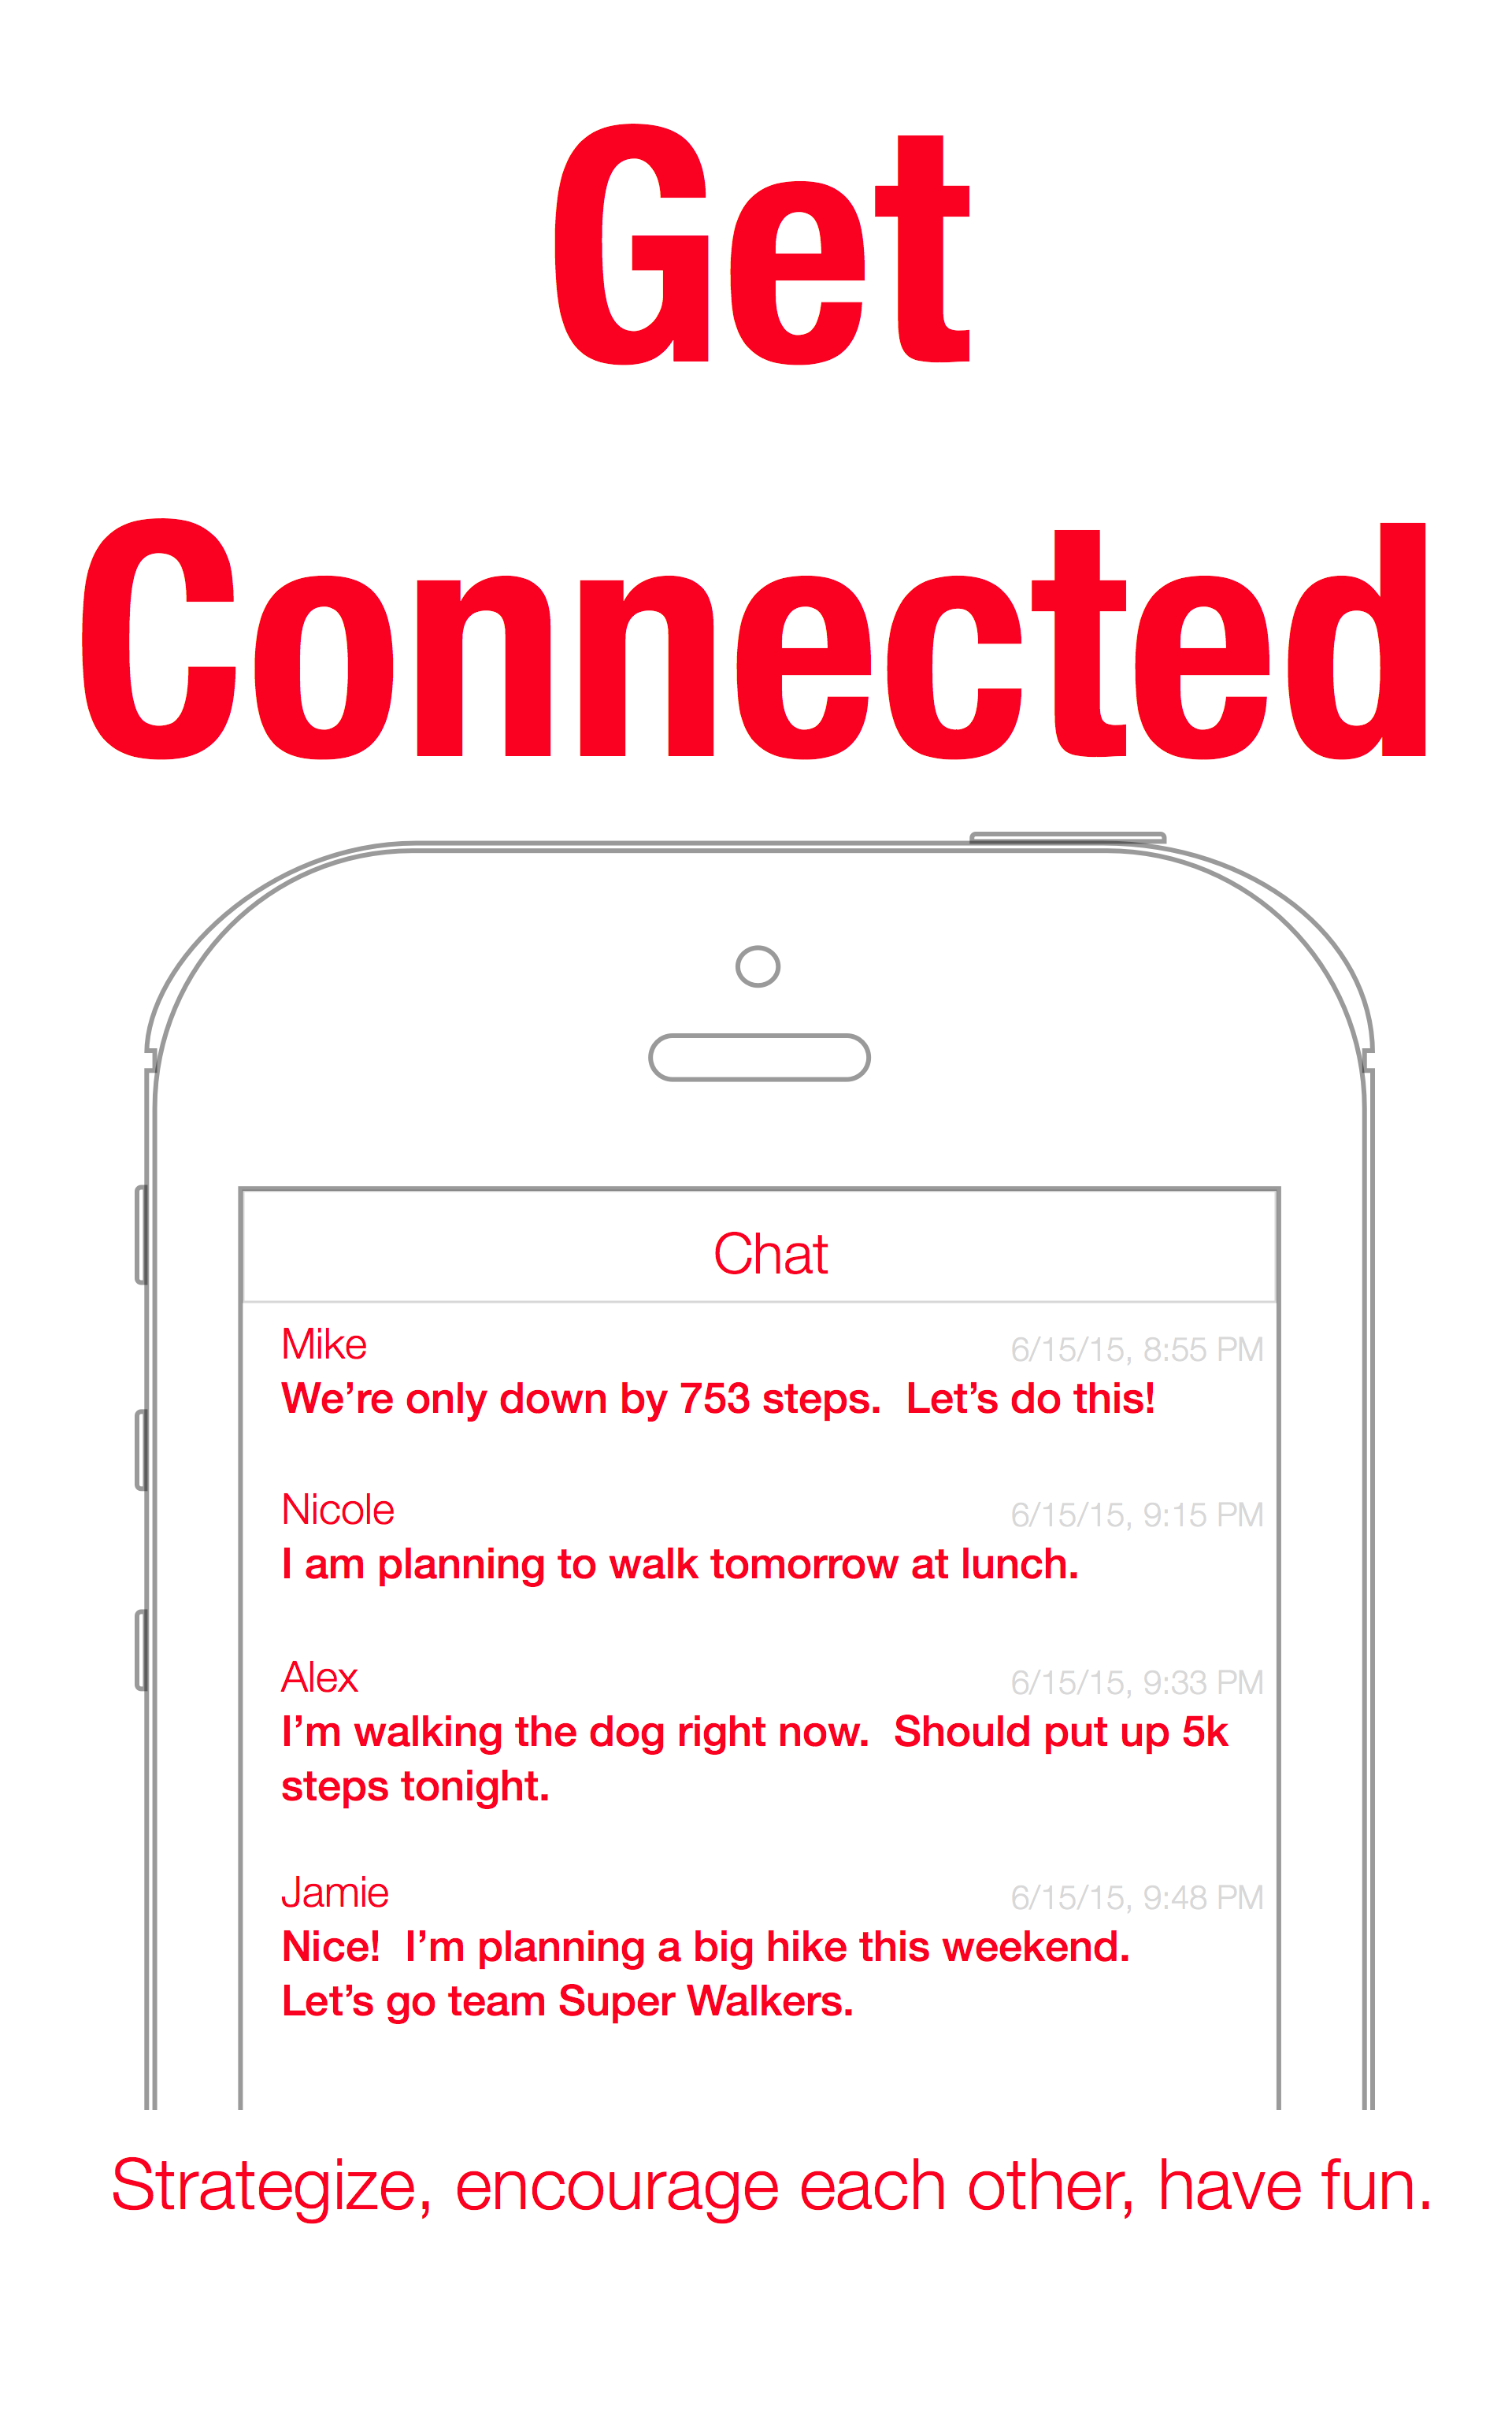 Get
Connected
Chat
Mike 6/15/15, 8:55 PM
We’re only down by 753 steps.  Let’s do this!
Nicole 6/15/15, 9:15 PM
I am planning to walk tomorrow at lunch.
Alex 6/15/15, 9:33 PM
I’m walking the dog right now.  Should put up 5k
steps tonight.
Jamie 6/15/15, 9:48 PM
Nice!  I’m planning a big hike this weekend.
Let’s go team Super Walkers.
Strategize, encourage each other, have fun.